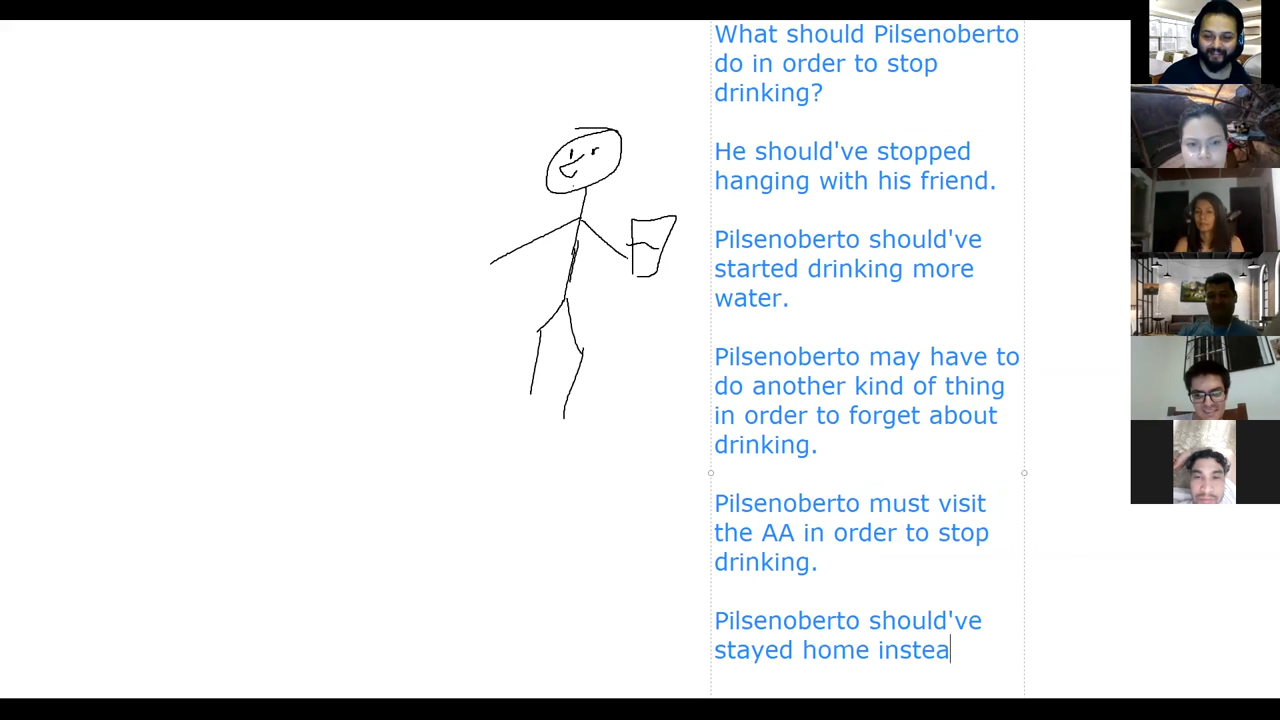 What should Pilsenoberto
do in order to stop
drinking?
He should've stopped
hanging with his friend.
Pilsenoberto should've
started drinking more
water.
Pilsenoberto may have to
do another kind of thing
in order to forget about
drinking.
Pilsenoberto must visit
the AA in order to stop
drinking.
Pilsenoberto should've
stayed home instea